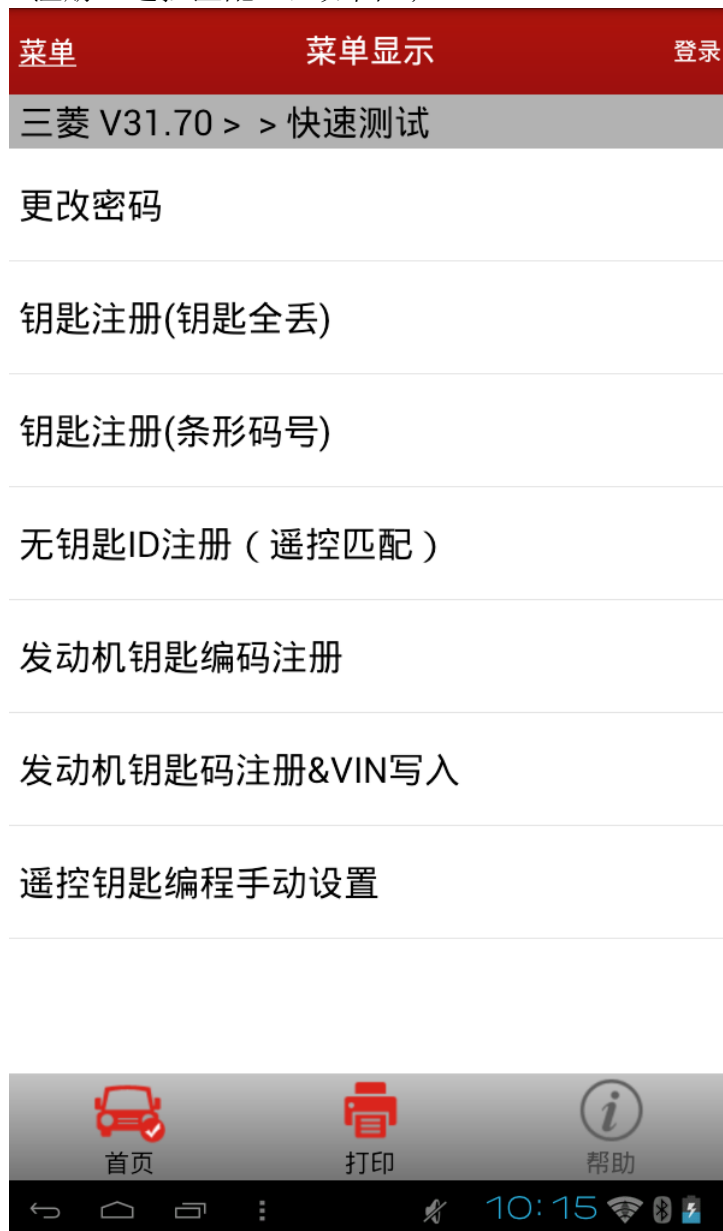 菜单
菜单显示
登录
三菱 V31.70 > > 快速测试
更改密码
钥匙注册(钥匙全丢)
钥匙注册(条形码号)
无钥匙ID注册（遥控匹配）
发动机钥匙编码注册
发动机钥匙码注册&VIN写入
遥控钥匙编程手动设置
首页
打印
帮助
10:15